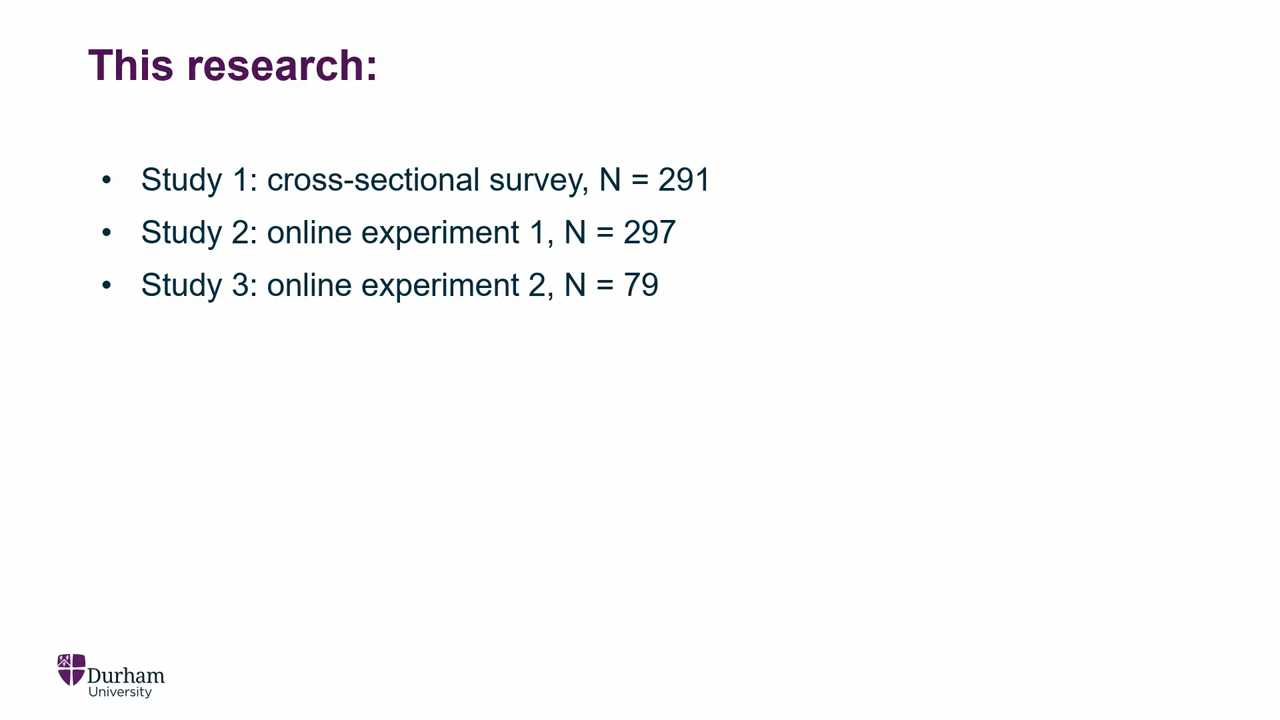 This research:
• Study 1: cross-sectional survey, N = 291
• Study 2: online experiment 1, N = 297
• Study 3: online experiment 2, N = 79
Durham
University